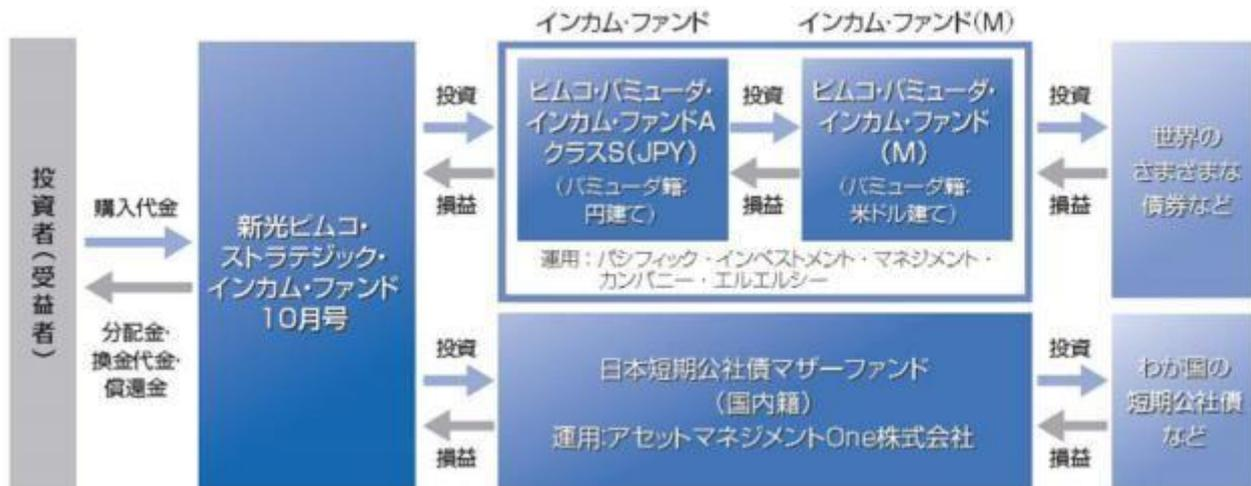 インカム・ファンド
インカム・ファンド(M)
投資者(受益者)
購入代金
分配金・
換金代金・
償還金
新光ピムコ・
ストラテジック・
インカム・ファンド
10月号
投資
損益
ピムコ・バミューダ・
インカム・ファンドA
クラスS(JPY)
(バミューダ籍:
円建て)
投資
損益
ピムコ・バミューダ・
インカム・ファンド
(M)
(バミューダ籍:
米ドル建て)
運用:パシフィック・インベストメント・マネジメント・
カンパニー・エルエルシー
投資
損益
世界の
さまざまな
債券など
投資
損益
日本短期公社債マザーファンド
(国内籍)
運用:アセットマネジメントOne株式会社
投資
損益
わが国の
短期公社債
など